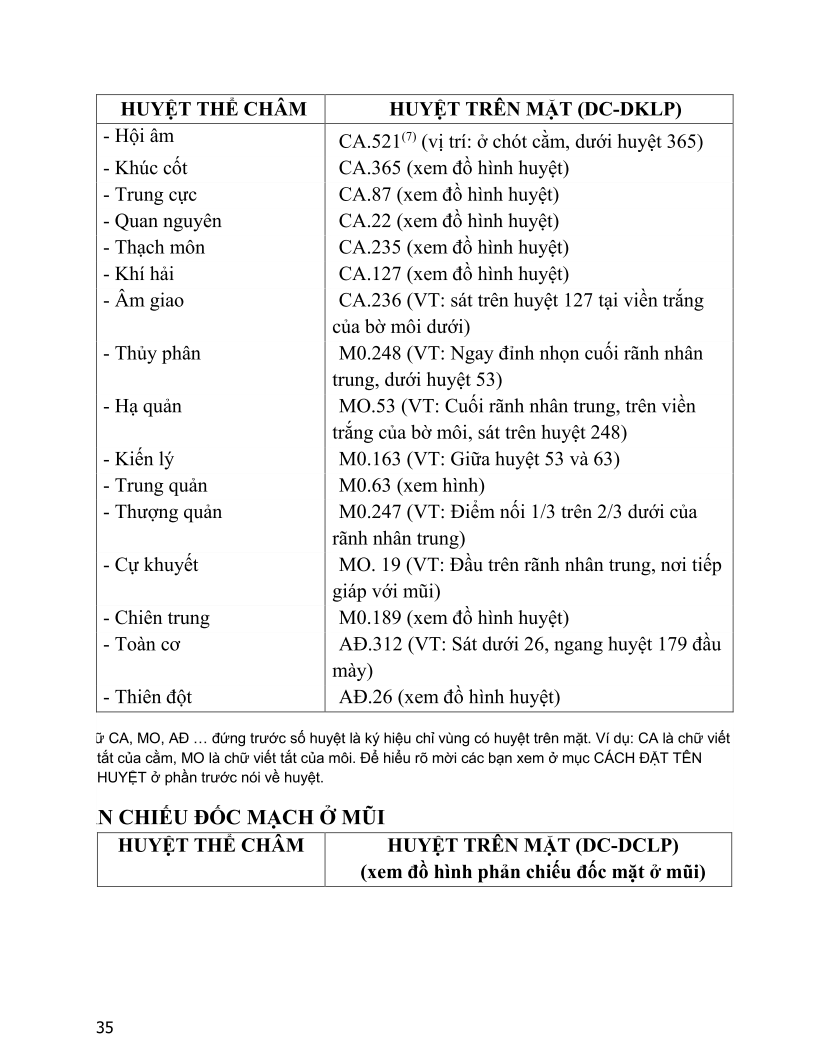 HUYỆT THỂ CHÂM HUYỆT TRÊN MẶT (DC-DKLP)
- Hội âm CA.521(7) (vị trí: ở chót cằm, dưới huyệt 365)
- Khúc cốt CA.365 (xem đồ hình huyệt)
- Trung cực CA.87 (xem đồ hình huyệt)
- Quan nguyên CA.22 (xem đồ hình huyệt)
- Thạch môn CA.235 (xem đồ hình huyệt)
- Khí hải CA.127 (xem đồ hình huyệt)
- Âm giao CA.236 (VT: sát trên huyệt 127 tại viền trắng
của bờ môi dưới)
- Thủy phân M0.248 (VT: Ngay đỉnh nhọn cuối rãnh nhân
trung, dưới huyệt 53)
- Hạ quản MO.53 (VT: Cuối rãnh nhân trung, trên viền
trắng của bờ môi, sát trên huyệt 248)
- Kiến lý M0.163 (VT: Giữa huyệt 53 và 63)
- Trung quản M0.63 (xem hình)
- Thượng quản M0.247 (VT: Điểm nối 1/3 trên 2/3 dưới của
rãnh nhân trung)
- Cự khuyết MO. 19 (VT: Đầu trên rãnh nhân trung, nơi tiếp
giáp với mũi)
- Chiên trung M0.189 (xem đồ hình huyệt)
- Toàn cơ AĐ.312 (VT: Sát dưới 26, ngang huyệt 179 đầu
mày)
- Thiên đột AĐ.26 (xem đồ hình huyệt)
CA, MO, AĐ … đứng trước số huyệt là ký hiệu chỉ vùng có huyệt trên mặt. Ví dụ: CA là chữ viết
tắt của cằm, MO là chữ viết tắt của môi. Để hiểu rõ mời các bạn xem ở mục CÁCH ĐẶT TÊN
HUYỆT ở phần trước nói về huyệt.
N CHIẾU ĐỐC MẠCH Ở MŨI
HUYỆT THỂ CHÂM HUYỆT TRÊN MẶT (DC-DCLP)
(xem đồ hình phản chiếu đốc mặt ở mũi)
35